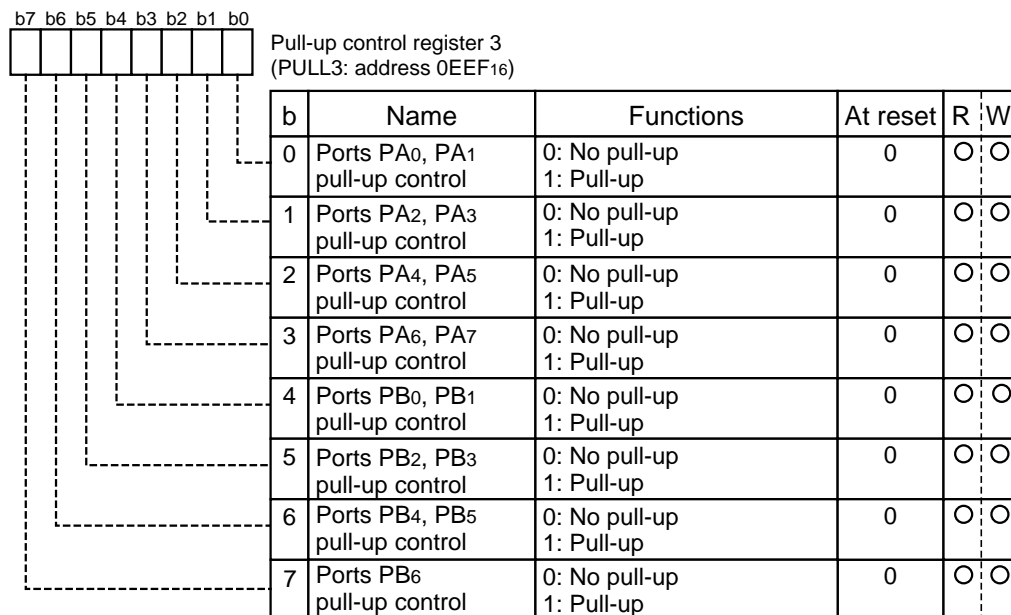 b7 b6 b5 b4 b3 b2 b1 b0
Pull-up control register 3
(PULL3: address 0EEF16)
b Name Functions At reset R W
0 Ports PA0, PA1 0: No pull-up 0 O O
pull-up control 1: Pull-up
1 Ports PA2, PA3 0: No pull-up 0 O O
pull-up control 1: Pull-up
2 Ports PA4, PA5 0: No pull-up 0 O O
pull-up control 1: Pull-up
3 Ports PA6, PA7 0: No pull-up 0 O O
pull-up control 1: Pull-up
4 Ports PB0, PB1 0: No pull-up 0 O O
pull-up control 1: Pull-up
5 Ports PB2, PB3 0: No pull-up 0 O O
pull-up control 1: Pull-up
6 Ports PB4, PB5 0: No pull-up 0 O O
pull-up control 1: Pull-up
7 Ports PB6 0: No pull-up 0 O O
pull-up control 1: Pull-up